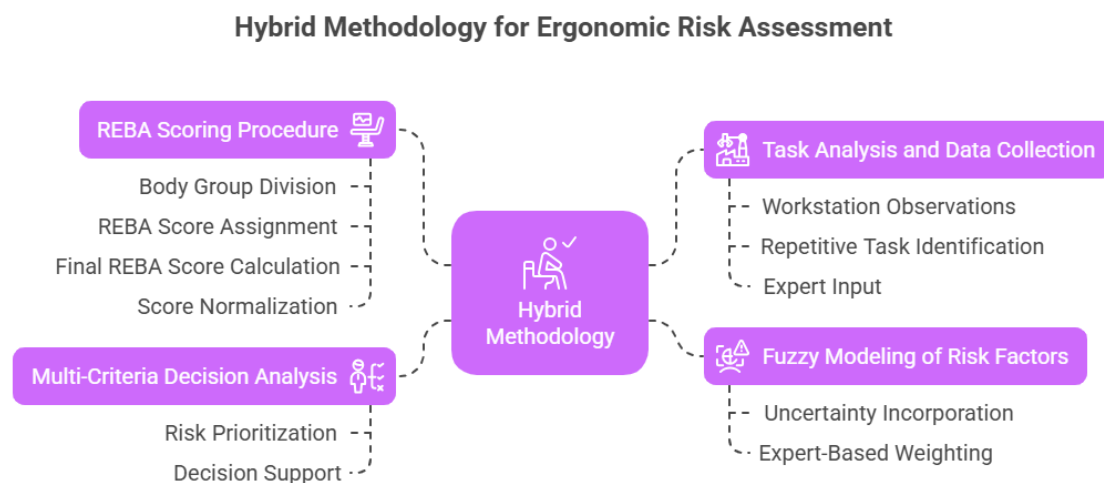 Hybrid Methodology for Ergonomic Risk Assessment
REBA Scoring Procedure
Body Group Division
REBA Score Assignment
Final REBA Score Calculation
Score Normalization
Multi-Criteria Decision Analysis
Risk Prioritization
Decision Support
Hybrid
Methodology
Task Analysis and Data Collection
Workstation Observations
Repetitive Task Identification
Expert Input
Fuzzy Modeling of Risk Factors
Uncertainty Incorporation
Expert-Based Weighting